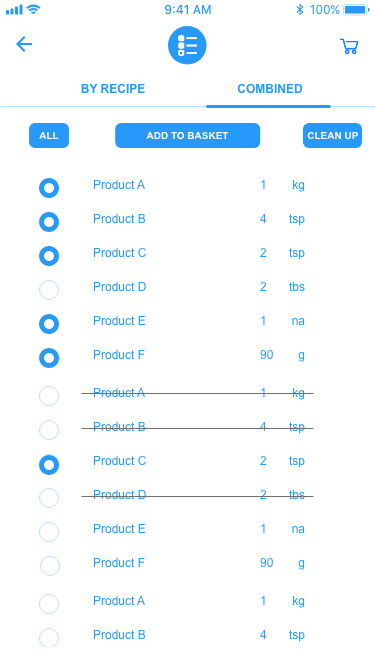 9:41 AM 100%
BY RECIPE COMBINED
ALL ADD TO BASKET CLEAN UP
Product A 1 kg
Product B 4 tsp
Product C 2 tsp
Product D 2 tbs
Product E 1 na
Product F 90 g
Product A 1 kg
Product B 4 tsp
Product C 2 tsp
Product D 2 tbs
Product E 1 na
Product F 90 g
Product A 1 kg
Product B 4 tsp